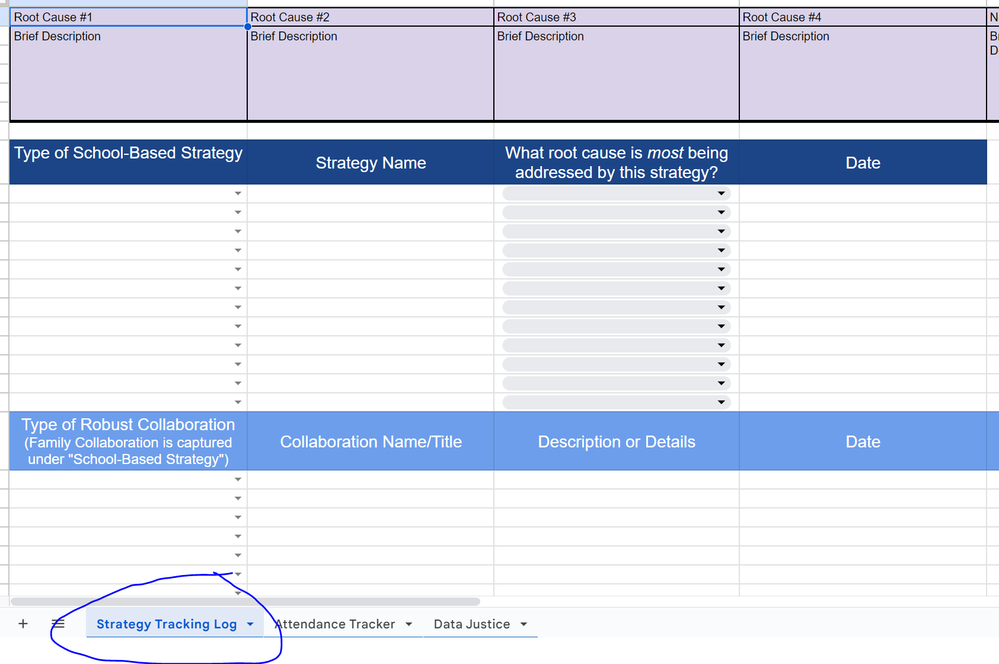 Root Cause #1 Root Cause #2 Root Cause #3 Root Cause #4 N
Brief Description Brief Description Brief Description Brief Description B
D
Type of School-Based Strategy
Strategy Name
What root cause is most being
addressed by this strategy?
Date
Type of Robust Collaboration
(Family Collaboration is captured
under "School-Based Strategy")
Collaboration Name/Title
Description or Details
Date
+ Strategy Tracking Log Attendance Tracker Data Justice